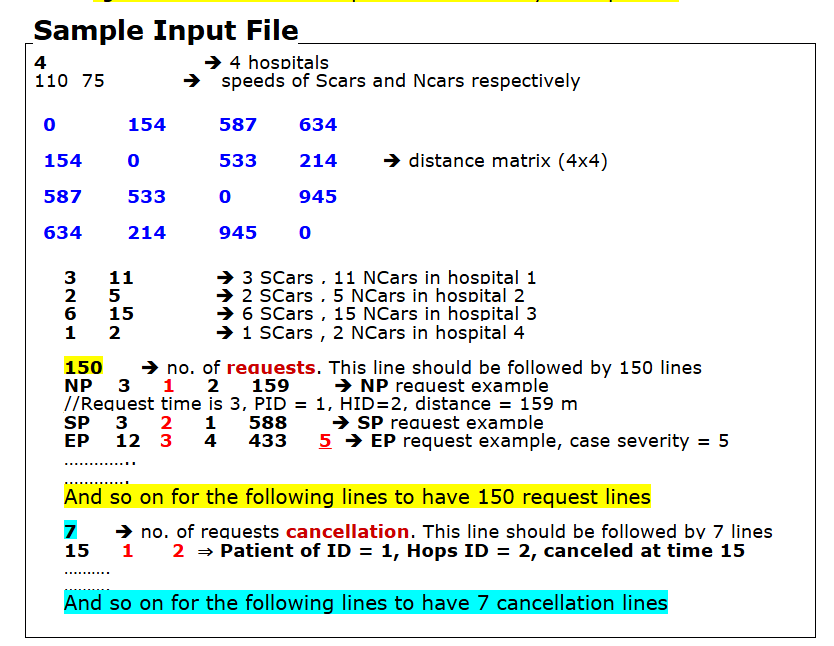 Sample Input File
4 → 4 hospitals
110 75 → speeds of Scars and Ncars respectively
0 154 587 634
154 0 533 214 → distance matrix (4x4)
587 533 0 945
634 214 945 0
3 11 → 3 SCars , 11 NCars in hospital 1
2 5 → 2 SCars , 5 NCars in hospital 2
6 15 → 6 SCars , 15 NCars in hospital 3
1 2 → 1 SCars , 2 NCars in hospital 4
150 → no. of requests. This line should be followed by 150 lines
NP 3 1 2 159 → NP request example
//Request time is 3, PID = 1, HID=2, distance = 159 m
SP 3 2 1 588 → SP request example
EP 12 3 4 433 5 → EP request example, case severity = 5
..............
.............
And so on for the following lines to have 150 request lines
7 → no. of requests cancellation. This line should be followed by 7 lines
15 1 2 ⇒ Patient of ID = 1, Hops ID = 2, canceled at time 15
..........
..........
And so on for the following lines to have 7 cancellation lines